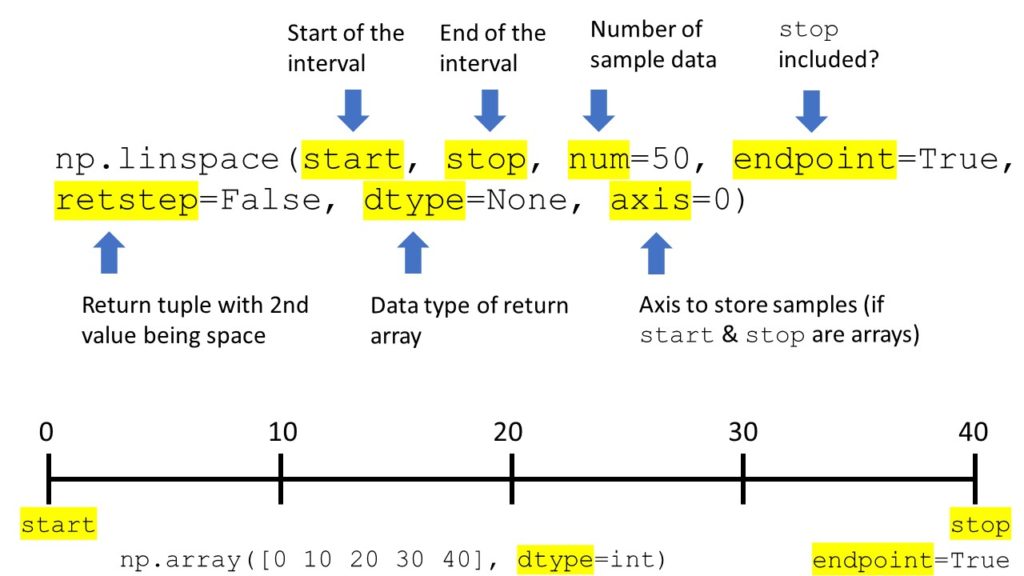 Start of the interval
End of the interval
Number of sample data
stop included?
np.linspace(start, stop, num=50, endpoint=True,
retstep=False, dtype=None, axis=0)
Return tuple with 2nd value being space
Data type of return array
Axis to store samples (if start & stop are arrays)
0 10 20 30 40
start stop
np.array([0 10 20 30 40], dtype=int) endpoint=True